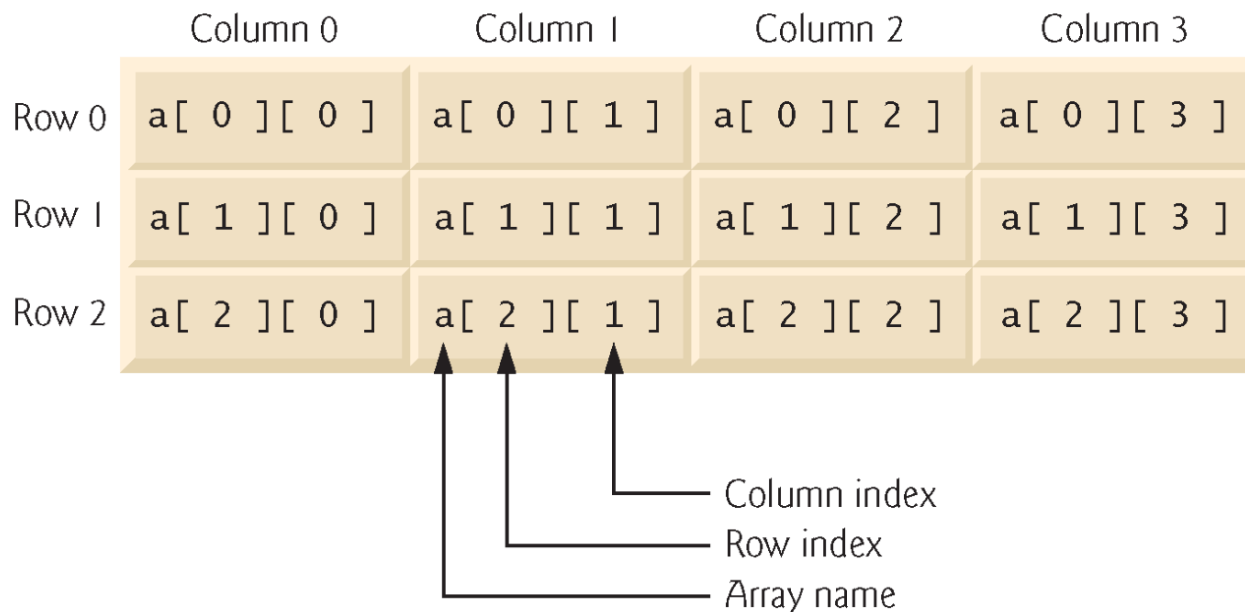 Column 0 Column 1 Column 2 Column 3
Row 0 a[ 0 ][ 0 ] a[ 0 ][ 1 ] a[ 0 ][ 2 ] a[ 0 ][ 3 ]
Row 1 a[ 1 ][ 0 ] a[ 1 ][ 1 ] a[ 1 ][ 2 ] a[ 1 ][ 3 ]
Row 2 a[ 2 ][ 0 ] a[ 2 ][ 1 ] a[ 2 ][ 2 ] a[ 2 ][ 3 ]
Column index
Row index
Array name